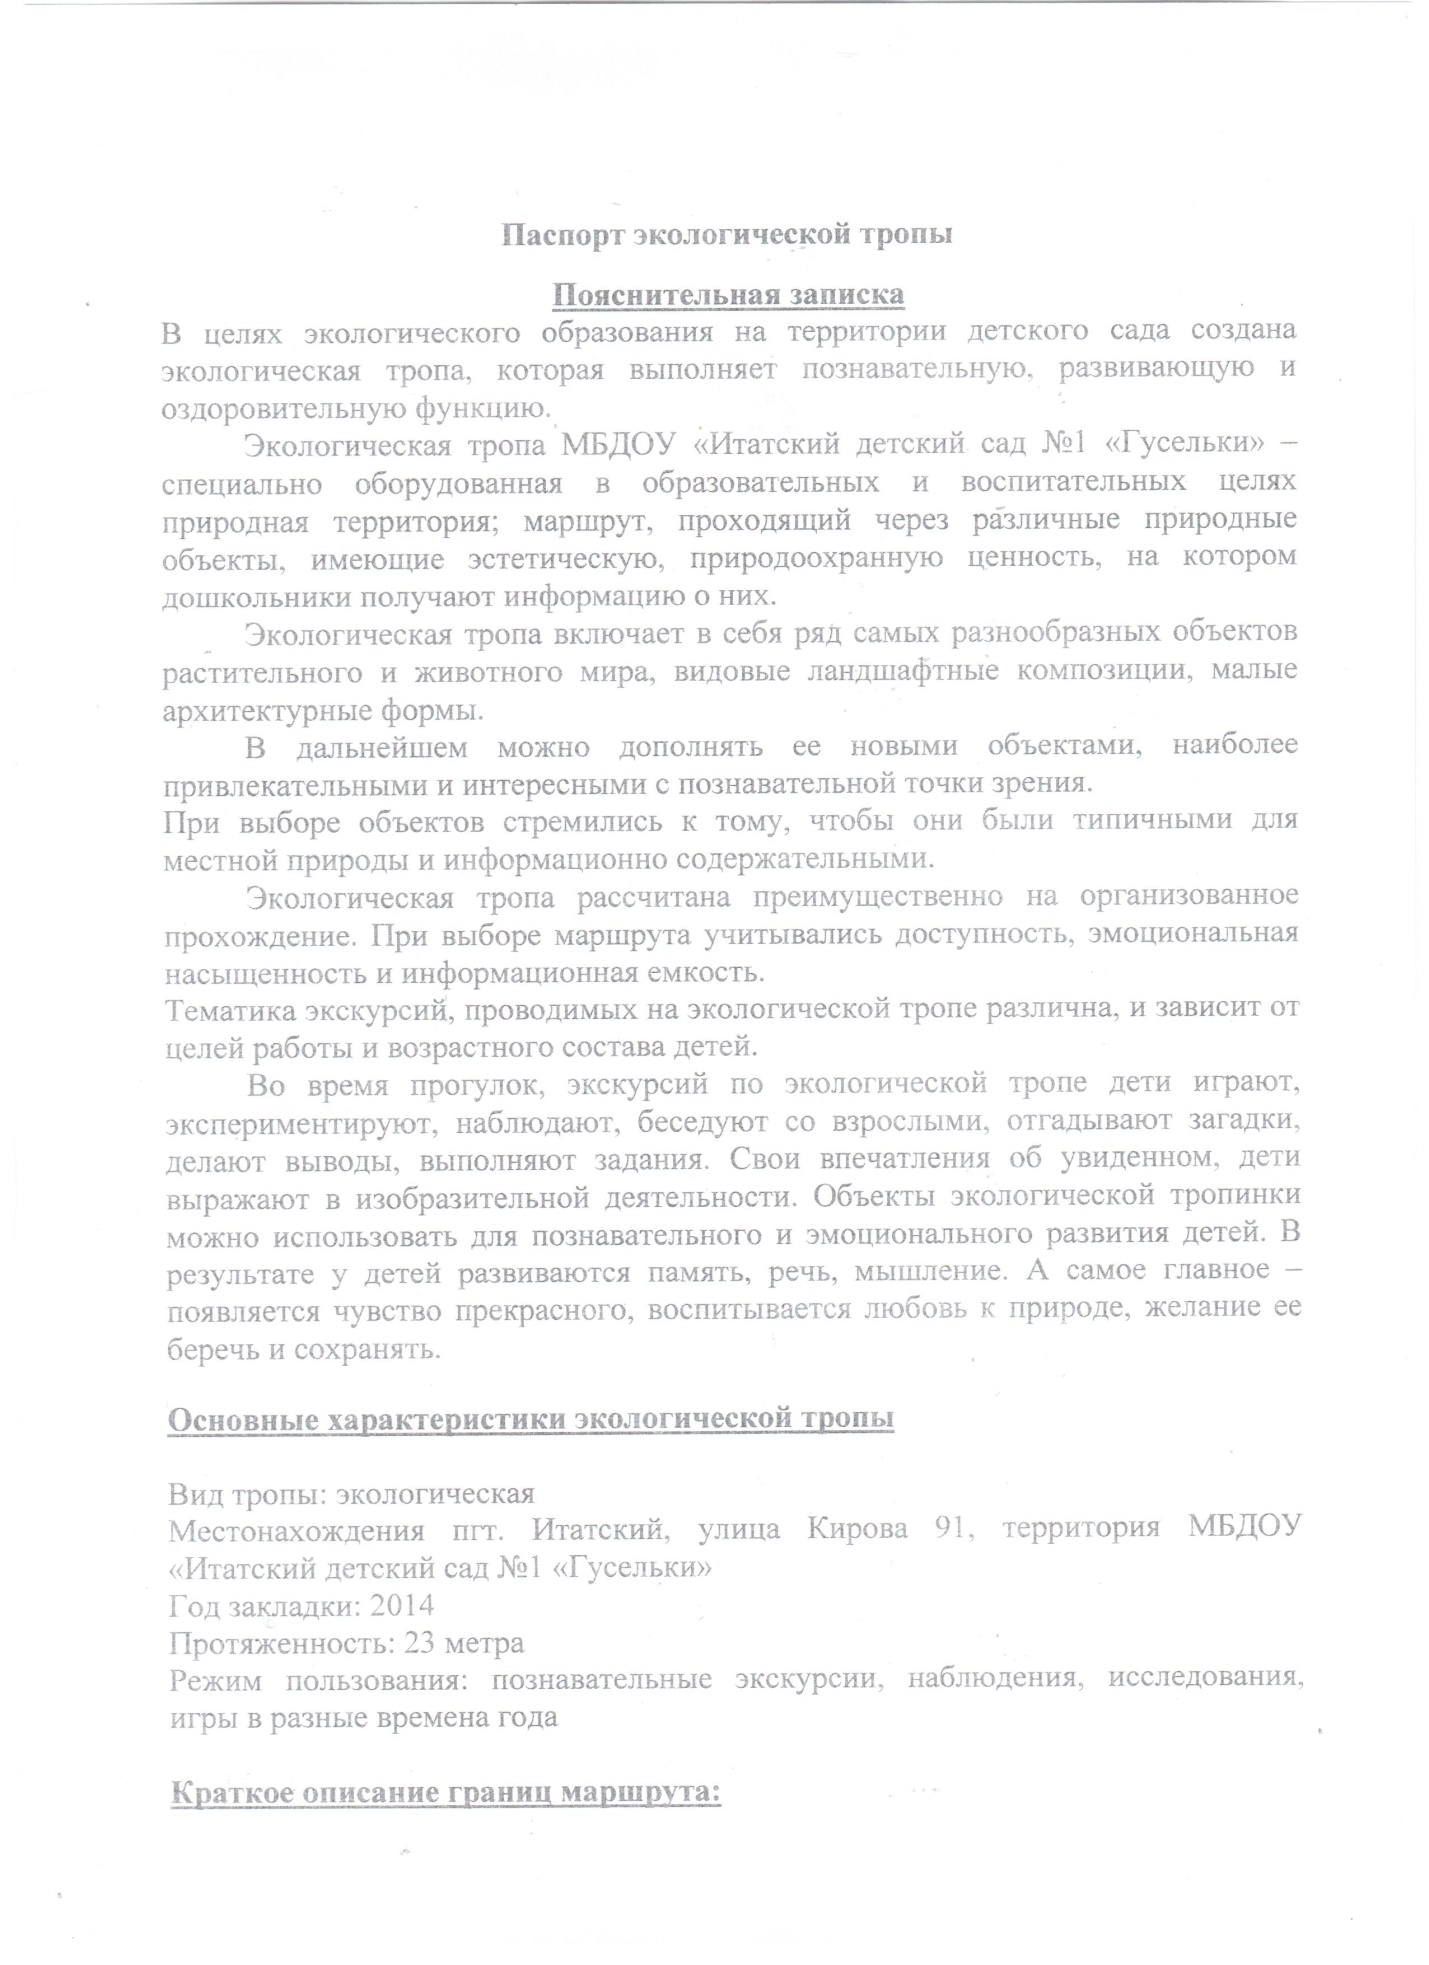 Паспорт экологической тропы
Пояснительная записка
В целях экологического образования на территории детского сада создана
экологическая тропа, которая выполняет познавательную, развивающую и
оздоровительную функцию.
Экологическая тропа МБДОУ «Итатский детский сад №1 «Гусельки» –
специально оборудованная в образовательных и воспитательных целях
природная территория; маршрут, проходящий через различные природные
объекты, имеющие эстетическую, природоохранную ценность, на котором
дошкольники получают информацию о них.
Экологическая тропа включает в себя ряд самых разнообразных объектов
растительного и животного мира, видовые ландшафтные композиции, малые
архитектурные формы.
В дальнейшем можно дополнять ее новыми объектами, наиболее
привлекательными и интересными с познавательной точки зрения.
При выборе объектов стремились к тому, чтобы они были типичными для
местной природы и информационно содержательными.
Экологическая тропа рассчитана преимущественно на организованное
прохождение. При выборе маршрута учитывались доступность, эмоциональная
насыщенность и информационная емкость.
Тематика экскурсий, проводимых на экологической тропе различна, и зависит от
целей работы и возрастного состава детей.
Во время прогулок, экскурсий по экологической тропе дети играют,
экспериментируют, наблюдают, беседуют со взрослыми, отгадывают загадки,
делают выводы, выполняют задания. Свои впечатления об увиденном, дети
выражают в изобразительной деятельности. Объекты экологической тропинки
можно использовать для познавательного и эмоционального развития детей. В
результате у детей развиваются память, речь, мышление. А самое главное –
появляется чувство прекрасного, воспитывается любовь к природе, желание ее
беречь и сохранять.
Основные характеристики экологической тропы
Вид тропы: экологическая
Местонахождения пгт. Итатский, улица Кирова 91, территория МБДОУ
«Итатский детский сад №1 «Гусельки»
Год закладки: 2014
Протяженность: 23 метра
Режим пользования: познавательные экскурсии, наблюдения, исследования,
игры в разные времена года
Краткое описание границ маршрута: